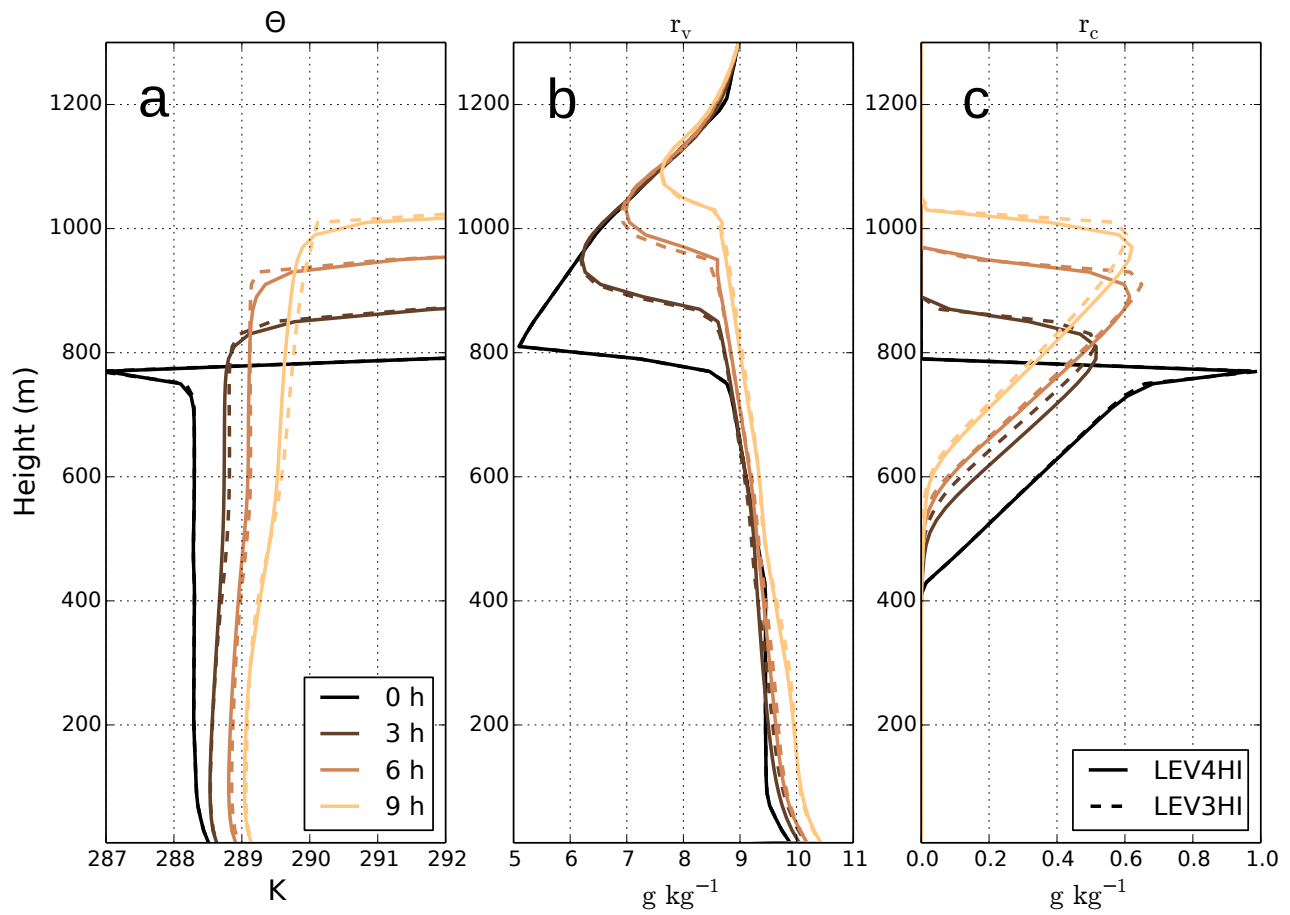 Θ
r_v
r_c
a
b
c
1200
1000
800
600
400
200
1200
1000
800
600
400
200
1200
1000
800
600
400
200
Height (m)
0 h
3 h
6 h
9 h
LEV4HI
LEV3HI
287 288 289 290 291 292
5 6 7 8 9 10 11
0.0 0.2 0.4 0.6 0.8 1.0
K
g kg⁻¹
g kg⁻¹